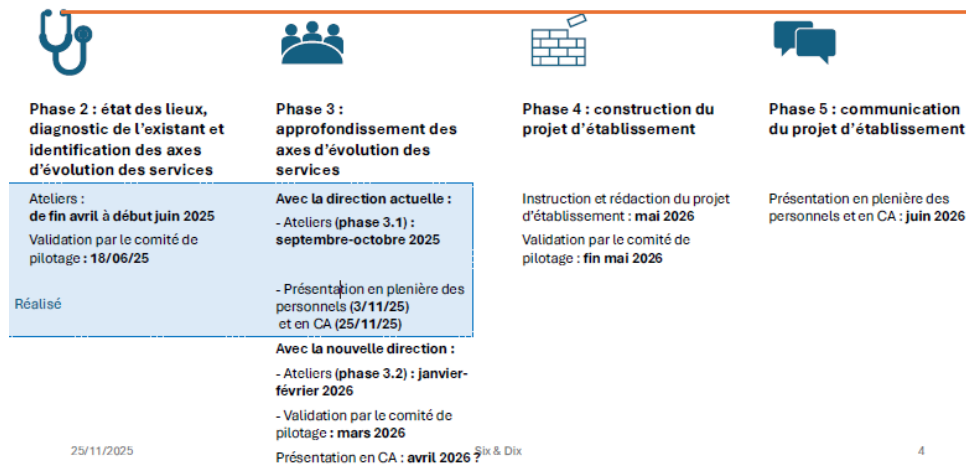 Phase 2 : état des lieux,
diagnostic de l'existant et
identification des axes
d'évolution des services
Ateliers :
de fin avril à début juin 2025
Validation par le comité de
pilotage : 18/06/25
Réalisé
Phase 3 :
approfondissement des
axes d'évolution des
services
Avec la direction actuelle :
- Ateliers (phase 3.1) :
septembre-octobre 2025
- Présentation en plenière des
personnels (3/11/25)
et en CA (25/11/25)
Avec la nouvelle direction :
- Ateliers (phase 3.2) : janvier-
février 2026
- Validation par le comité de
pilotage : mars 2026
Présentation en CA : avril 2026 ?
Phase 4 : construction du
projet d'établissement
Instruction et rédaction du projet
d'établissement : mai 2026
Validation par le comité de
pilotage : fin mai 2026
Phase 5 : communication
du projet d'établissement
Présentation en plenière des
personnels et en CA : juin 2026
25/11/2025
Six & Dix
4